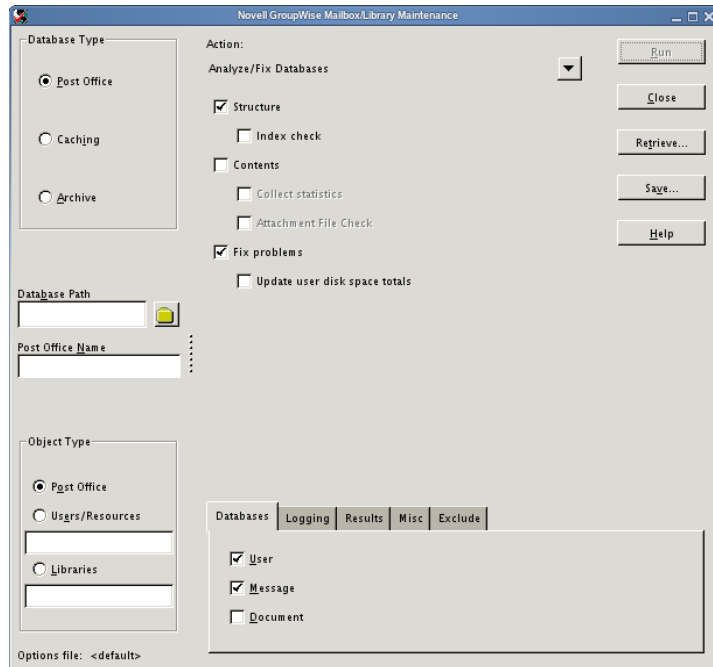 Novell GroupWise Mailbox/Library Maintenance
Database Type
Post Office
Caching
Archive
Database Path
Post Office Name
Object Type
Post Office
Users/Resources
Libraries
Options file: <default>
Action:
Analyze/Fix Databases
Structure
Index check
Contents
Collect statistics
Attachment File Check
Fix problems
Update user disk space totals
Run
Close
Retrieve...
Save...
Help
Databases Logging Results Misc Exclude
User
Message
Document